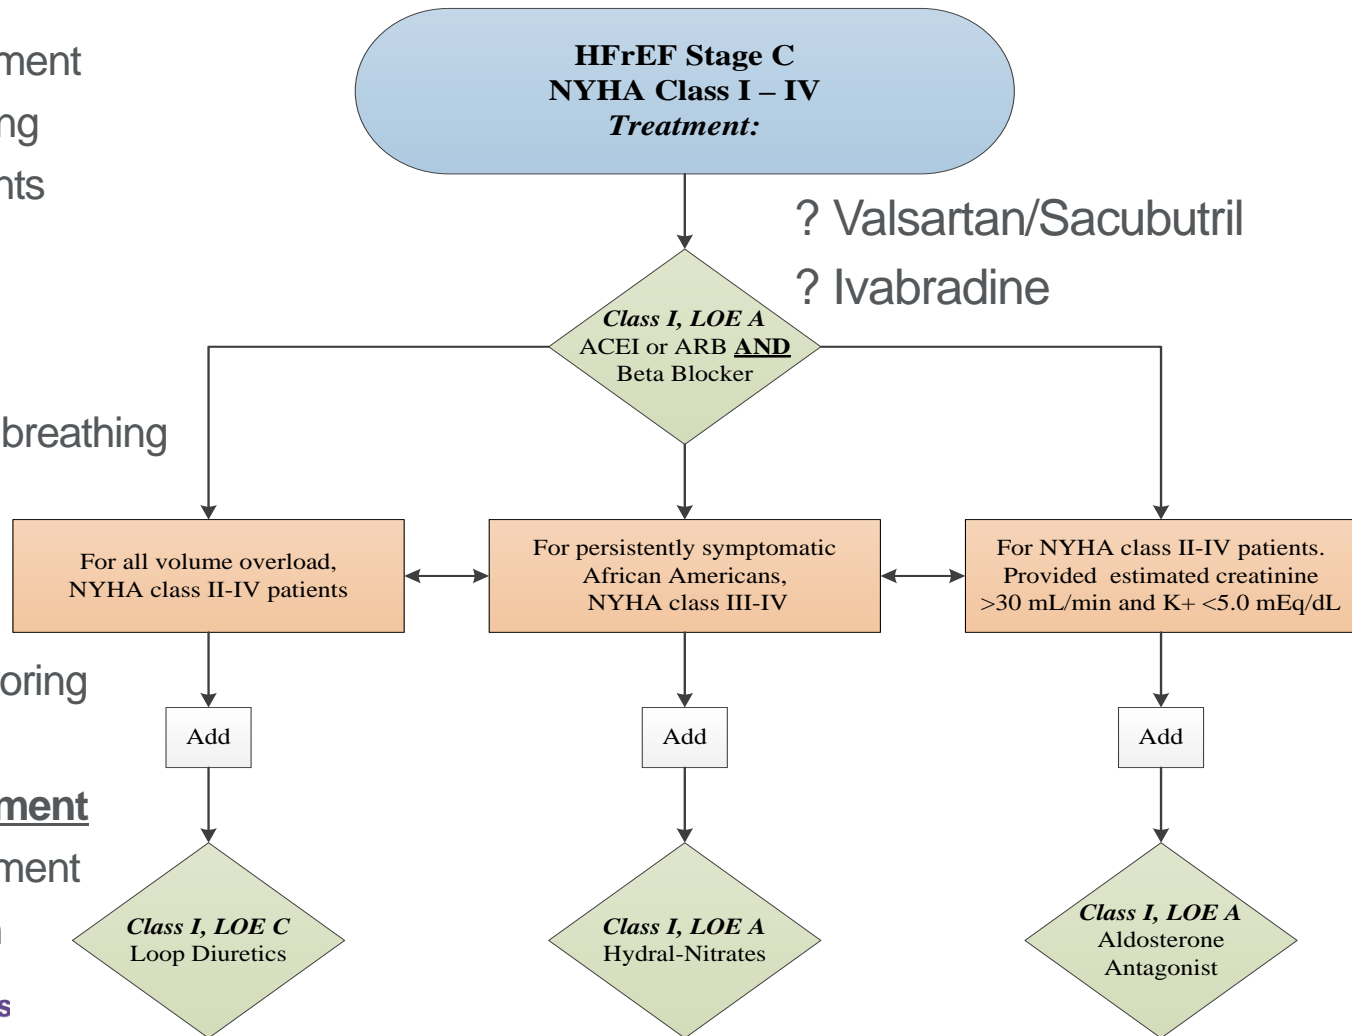 ment
ng
nts
breathing
oring
ment
ment
n
s
HFrEF Stage C
NYHA Class I – IV
Treatment:
? Valsartan/Sacubutril
? Ivabradine
Class I, LOE A
ACEI or ARB AND
Beta Blocker
For all volume overload,
NYHA class II-IV patients
For persistently symptomatic
African Americans,
NYHA class III-IV
For NYHA class II-IV patients.
Provided estimated creatinine
>30 mL/min and K+ <5.0 mEq/dL
Add
Add
Add
Class I, LOE C
Loop Diuretics
Class I, LOE A
Hydral-Nitrates
Class I, LOE A
Aldosterone
Antagonist